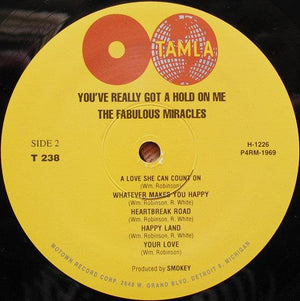 TAMLA
YOU'VE REALLY GOT A HOLD ON ME
THE FABULOUS MIRACLES
SIDE 2
T 238
H-1226
P4RM-1969
A LOVE SHE CAN COUNT ON
(Wm. Robinson)
WHATEVER MAKES YOU HAPPY
(Wm. Robinson, R. White)
HEARTBREAK ROAD
(Wm. Robinson)
HAPPY LAND
(Wm. Robinson, R. White)
YOUR LOVE
(Wm. Robinson)
Produced by SMOKEY
MOTOWN RECORD CORP. 2648 W. GRAND BLVD. DETROIT 8, MICHIGAN